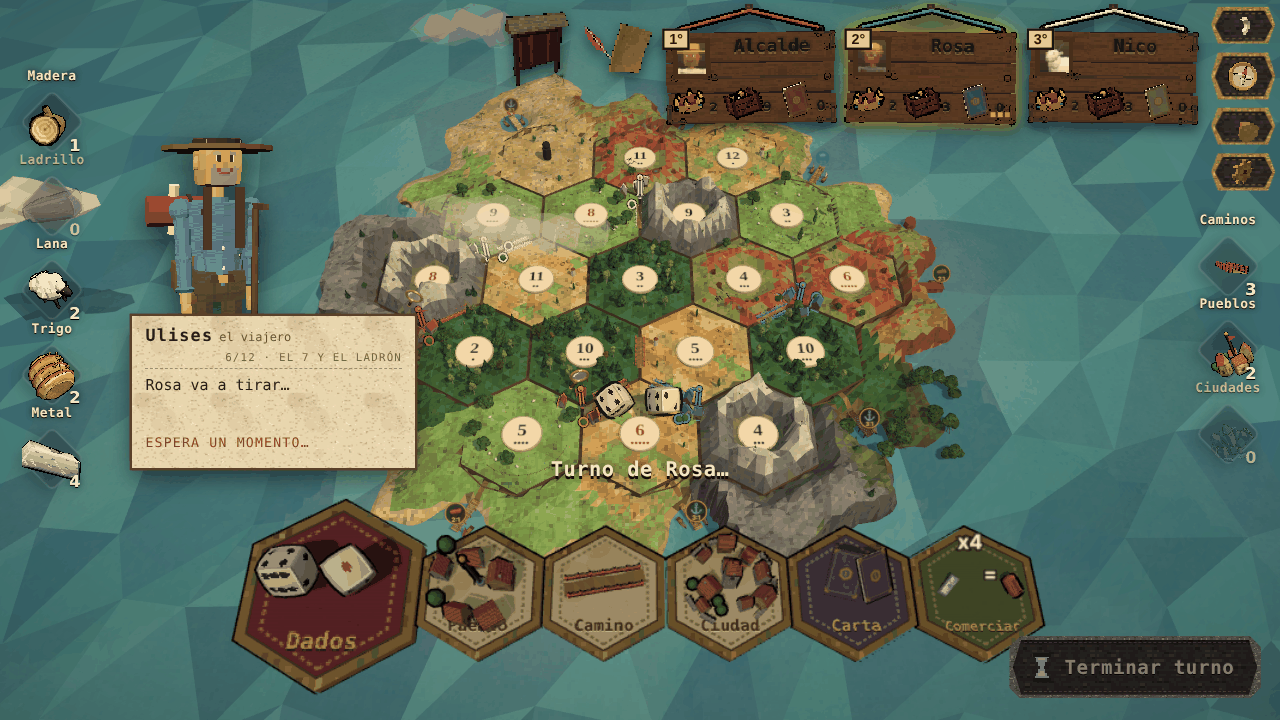 Madera
1
Ladrillo
0
Lana
2
Trigo
2
Metal
4
1°
Alcalde
2
0
2°
Rosa
2
3
0
3°
Nico
2
3
0
Caminos
3
Pueblos
2
Ciudades
0
11
12
9
8
9
3
8
11
3
4
6
2
10
5
10
5
6
4
Ulises el viajero
6/12 · EL 7 Y EL LADRÓN
Rosa va a tirar…
ESPERA UN MOMENTO…
Turno de Rosa…
Dados
Pueblo
Camino
Ciudad
Carta
x4
=
Comerciar
Terminar turno